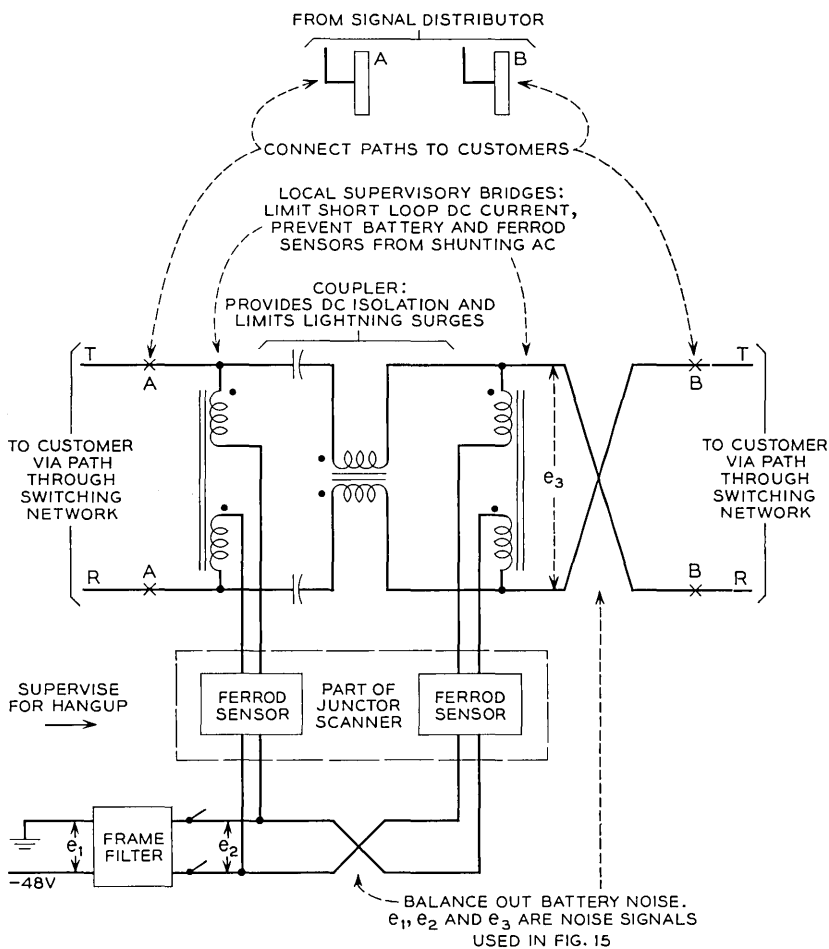 FROM SIGNAL DISTRIBUTOR
A
B
CONNECT PATHS TO CUSTOMERS
LOCAL SUPERVISORY BRIDGES:
LIMIT SHORT LOOP DC CURRENT,
PREVENT BATTERY AND FERROD
SENSORS FROM SHUNTING AC
COUPLER:
PROVIDES DC ISOLATION AND
LIMITS LIGHTNING SURGES
T
A
B
T
TO CUSTOMER
VIA PATH
THROUGH
SWITCHING
NETWORK
e3
TO CUSTOMER
VIA PATH
THROUGH
SWITCHING
NETWORK
R
A
B
R
SUPERVISE
FOR HANGUP
FERROD
SENSOR
PART OF
JUNCTOR
SCANNER
FERROD
SENSOR
e1
FRAME
FILTER
e2
-48V
BALANCE OUT BATTERY NOISE.
e1, e2 AND e3 ARE NOISE SIGNALS
USED IN FIG. 15